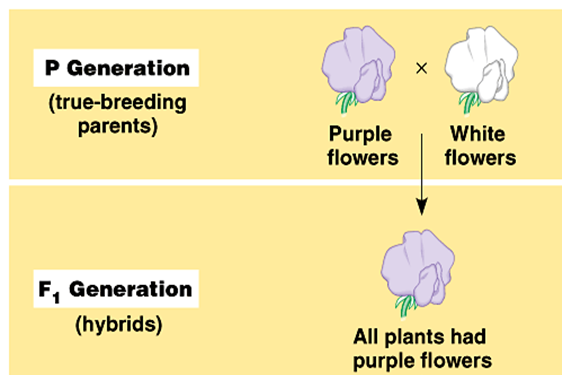 P Generation
(true-breeding
parents)
×
Purple
flowers
White
flowers
F₁ Generation
(hybrids)
All plants had
purple flowers